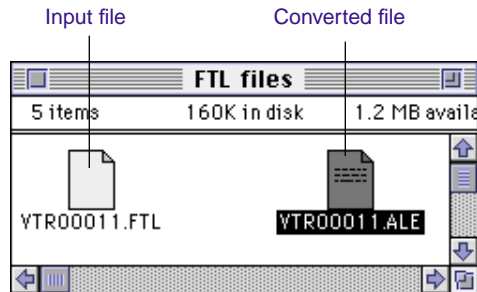 Input file Converted file
FTL files
5 items 160K in disk 1.2 MB availa
VTR00011.FTL VTR00011.ALE